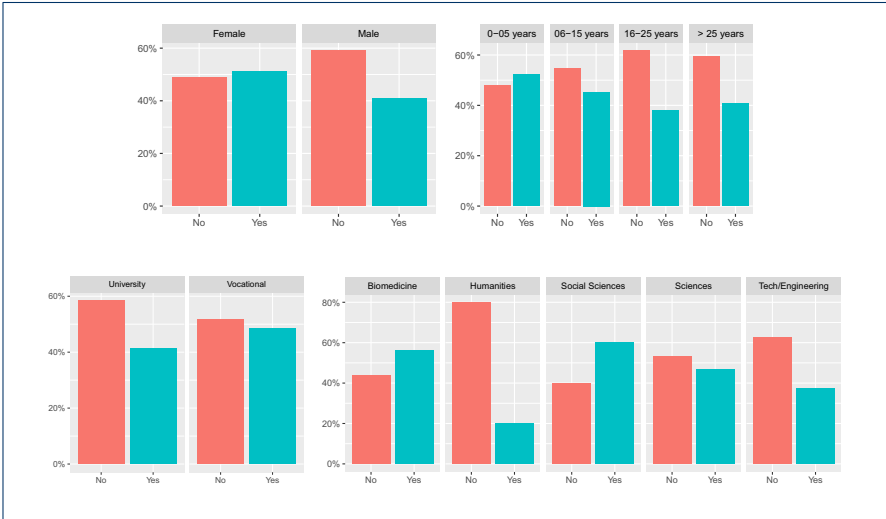 Female Male
60%
40%
20%
0%
No Yes No Yes
0−05 years 06−15 years 16−25 years > 25 years
60%
40%
20%
0%
No Yes No Yes No Yes No Yes
University Vocational
60%
40%
20%
0%
No Yes No Yes
Biomedicine Humanities Social Sciences Sciences Tech/Engineering
80%
60%
40%
20%
0%
No Yes No Yes No Yes No Yes No Yes